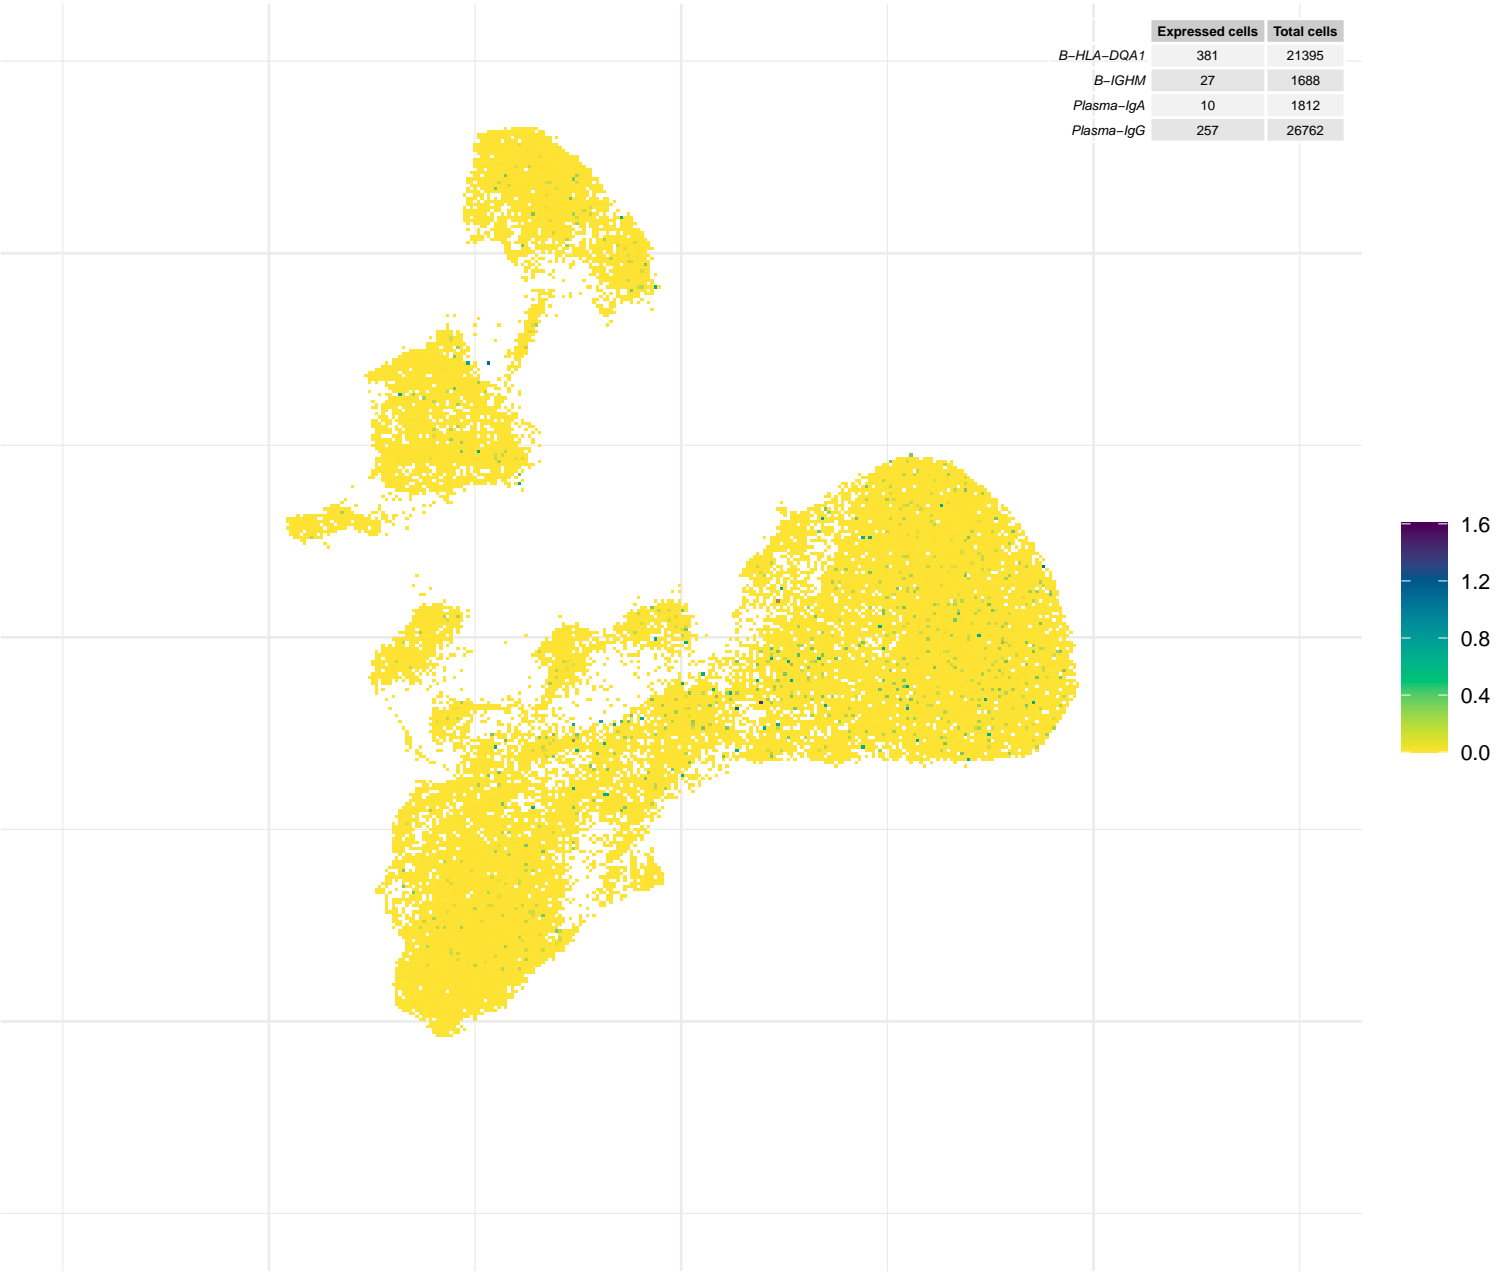 Expressed cells Total cells
B−HLA−DQA1 381 21395
B−IGHM 27 1688
Plasma−IgA 10 1812
Plasma−IgG 257 26762
1.6
1.2
0.8
0.4
0.0